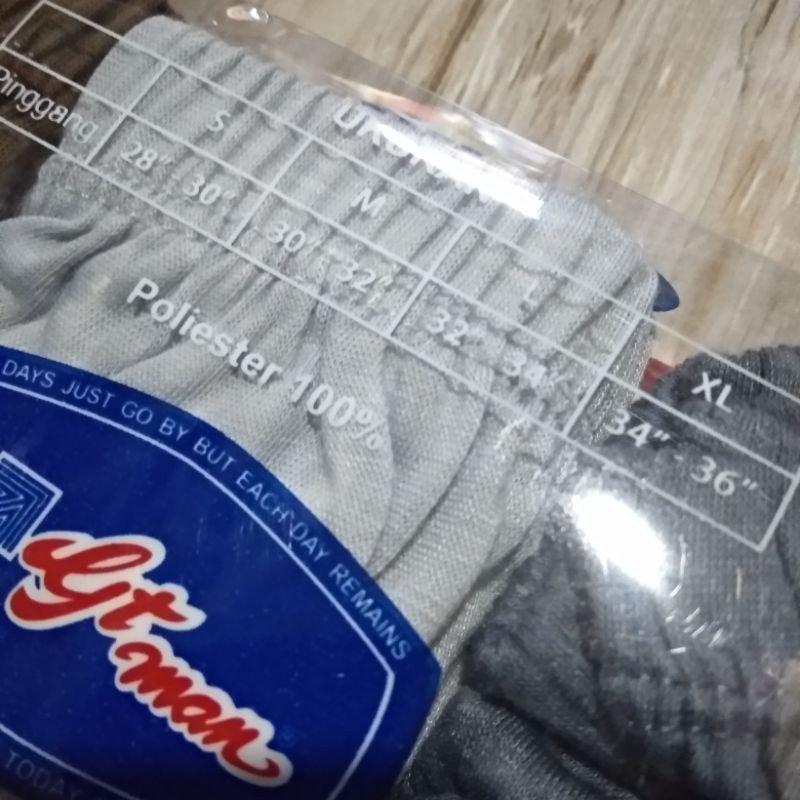 UKURAN
S M L XL
Pinggang 28" - 30" 30" - 32" 32" - 34" 34" - 36"
Poliester 100%
DAYS JUST GO BY BUT EACH DAY REMAINS
Gt man
TODAY